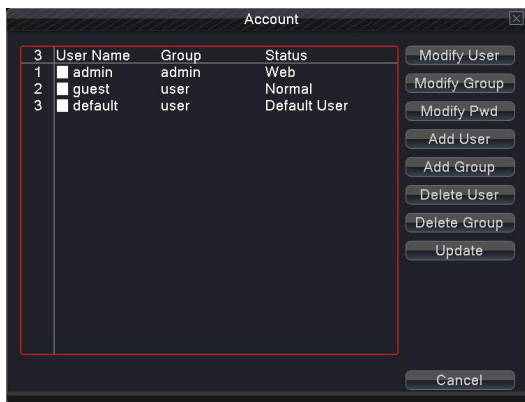 Account
3 User Name Group Status
1 admin admin Web
2 guest user Normal
3 default user Default User
Modify User
Modify Group
Modify Pwd
Add User
Add Group
Delete User
Delete Group
Update
Cancel